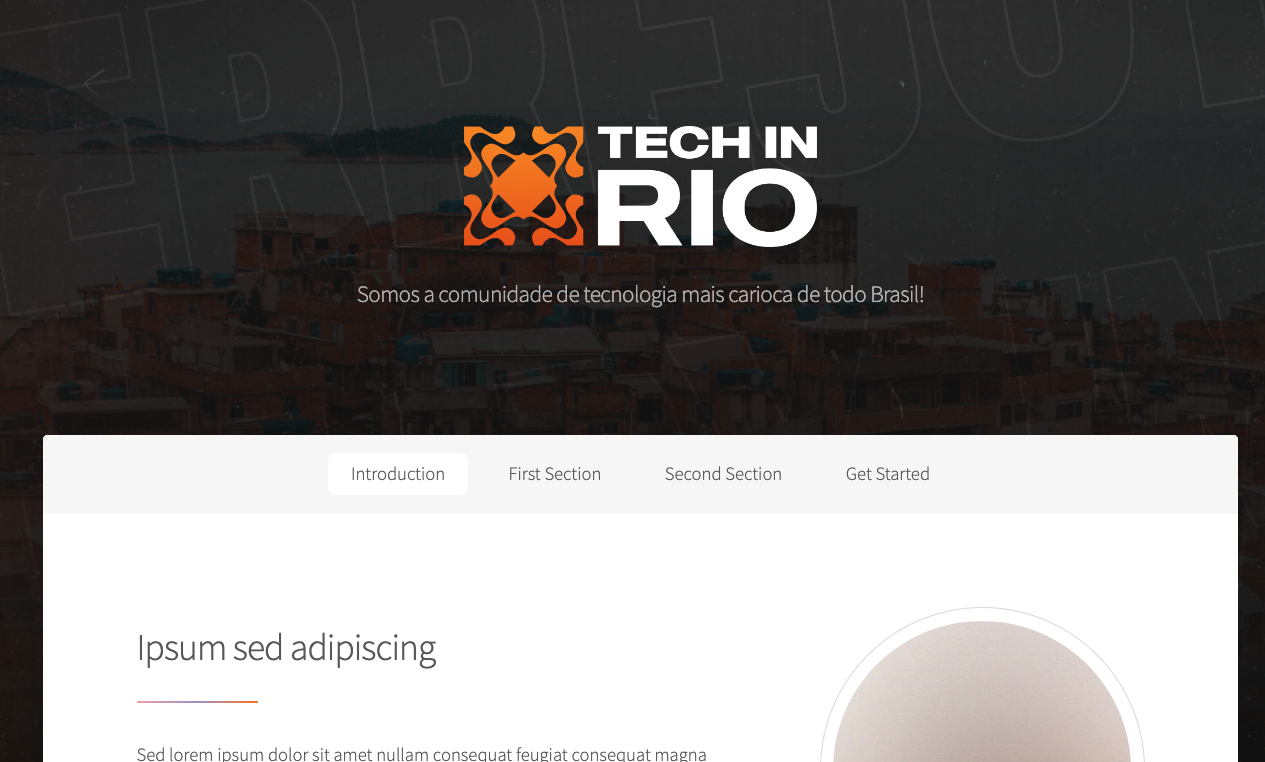 TECH IN
RIO
Somos a comunidade de tecnologia mais carioca de todo Brasil!
Introduction
First Section
Second Section
Get Started
Ipsum sed adipiscing
Sed lorem ipsum dolor sit amet nullam consequat feugiat consequat magna